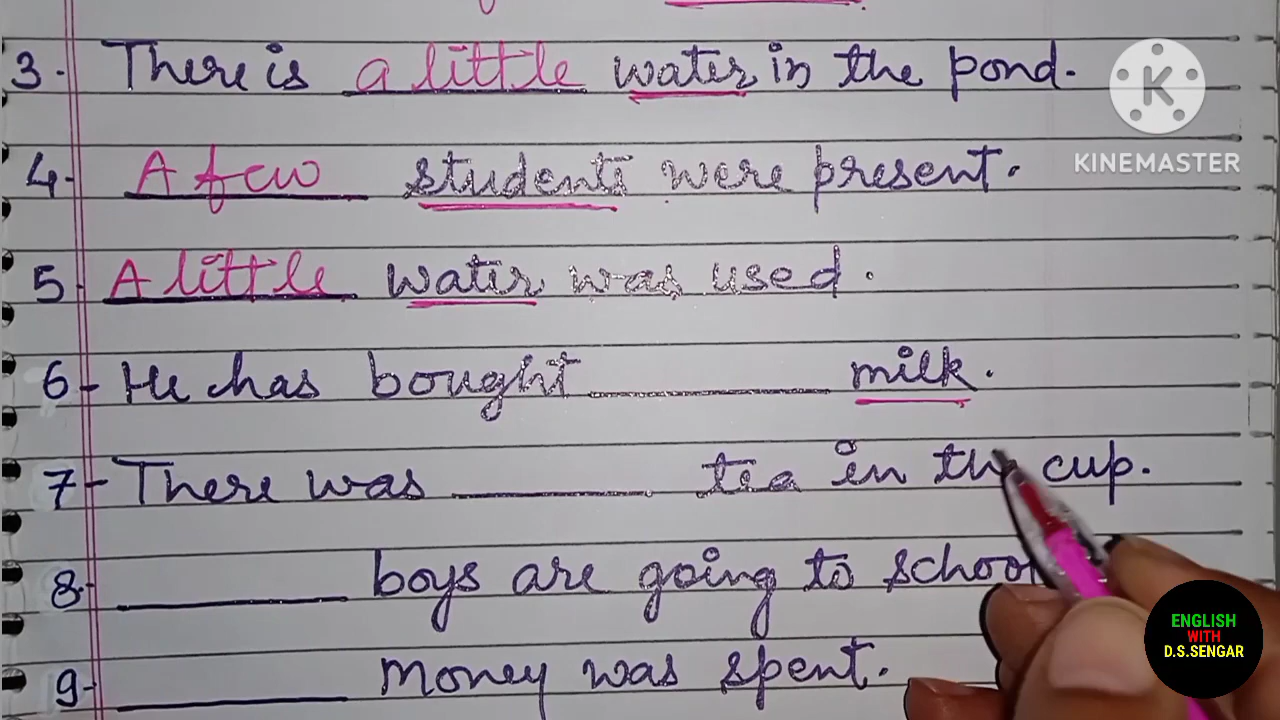 3. There is a little water in the pond.
KINEMASTER
4. A few students were present.
5. A little water was used.
6- He has bought ________ milk.
7- There was ________ tea in the cup.
8. ________ boys are going to school
ENGLISH
WITH
D.S.SENGAR
9- ________ money was spent.